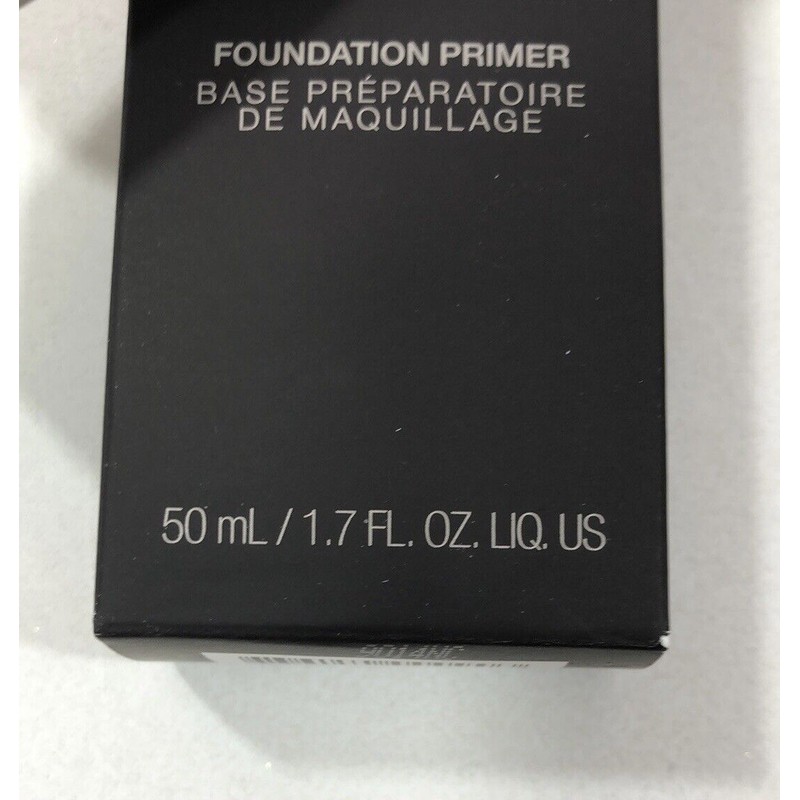 FOUNDATION PRIMER
BASE PRÉPARATOIRE
DE MAQUILLAGE
50 mL / 1.7 FL. OZ. LIQ. US